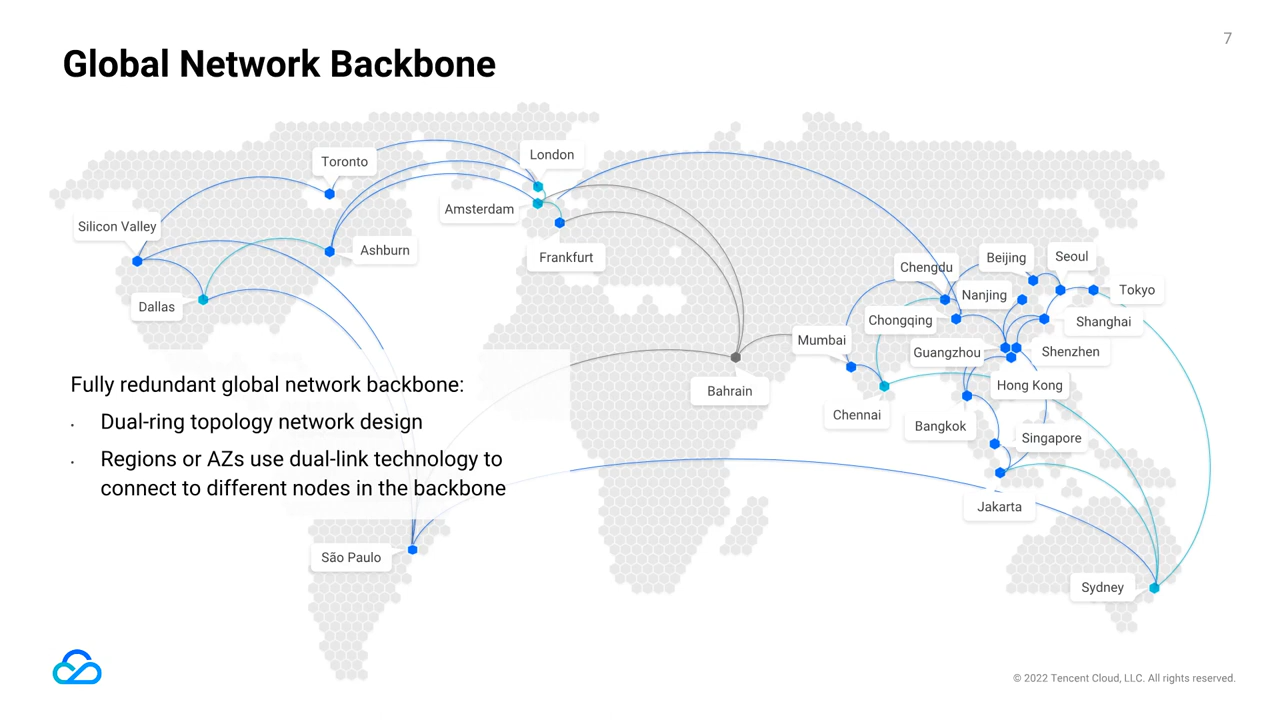 7
Global Network Backbone
Toronto
London
Silicon Valley
Amsterdam
Ashburn
Frankfurt
Dallas
Chengdu
Beijing
Seoul
Nanjing
Tokyo
Chongqing
Shanghai
Mumbai
Guangzhou
Shenzhen
Bahrain
Hong Kong
Chennai
Bangkok
Singapore
Jakarta
Fully redundant global network backbone:
· Dual-ring topology network design
· Regions or AZs use dual-link technology to
connect to different nodes in the backbone
São Paulo
Sydney
© 2022 Tencent Cloud, LLC. All rights reserved.